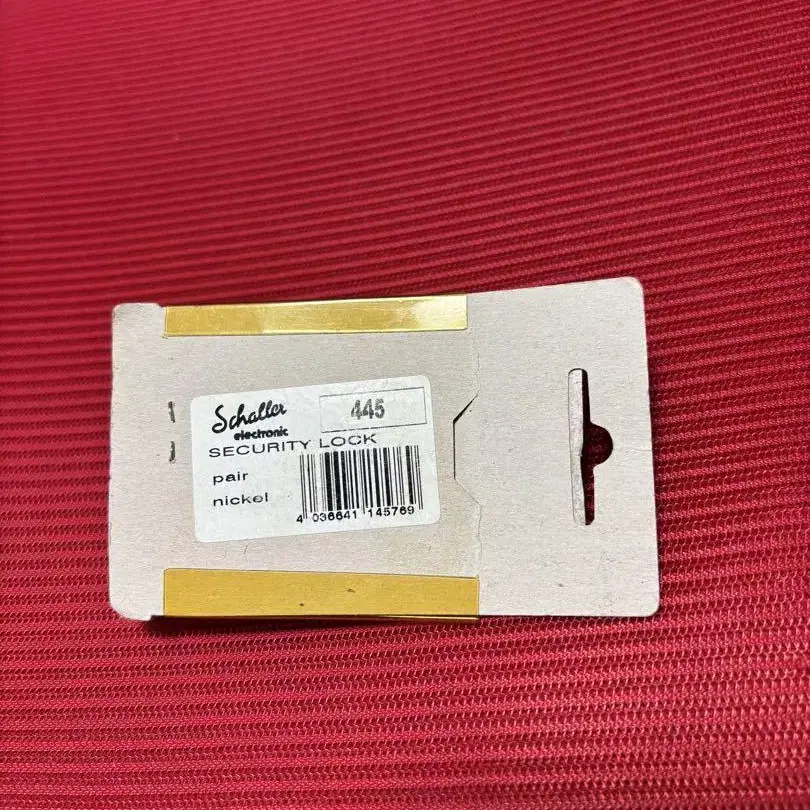 Schaller 445
electronic
SECURITY LOCK
pair
nickel
4 036641 145769